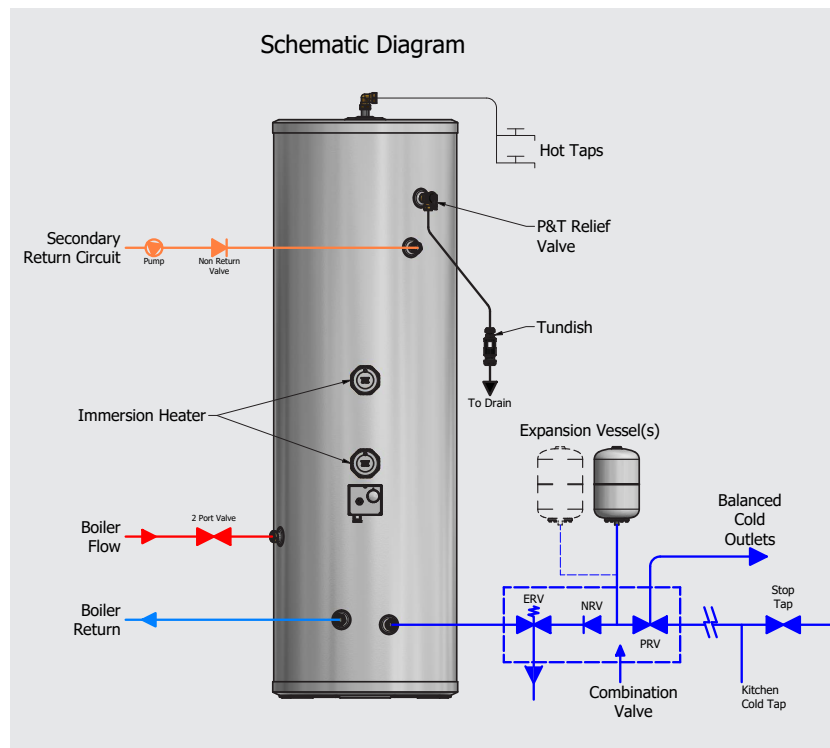 Schematic Diagram
Hot Taps
P&T Relief
Valve
Secondary
Return Circuit
Pump
Non Return
Valve
Tundish
To Drain
Immersion Heater
Expansion Vessel(s)
2 Port Valve
Boiler
Flow
Balanced
Cold
Outlets
Boiler
Return
ERV
NRV
PRV
Stop
Tap
Combination
Valve
Kitchen
Cold Tap